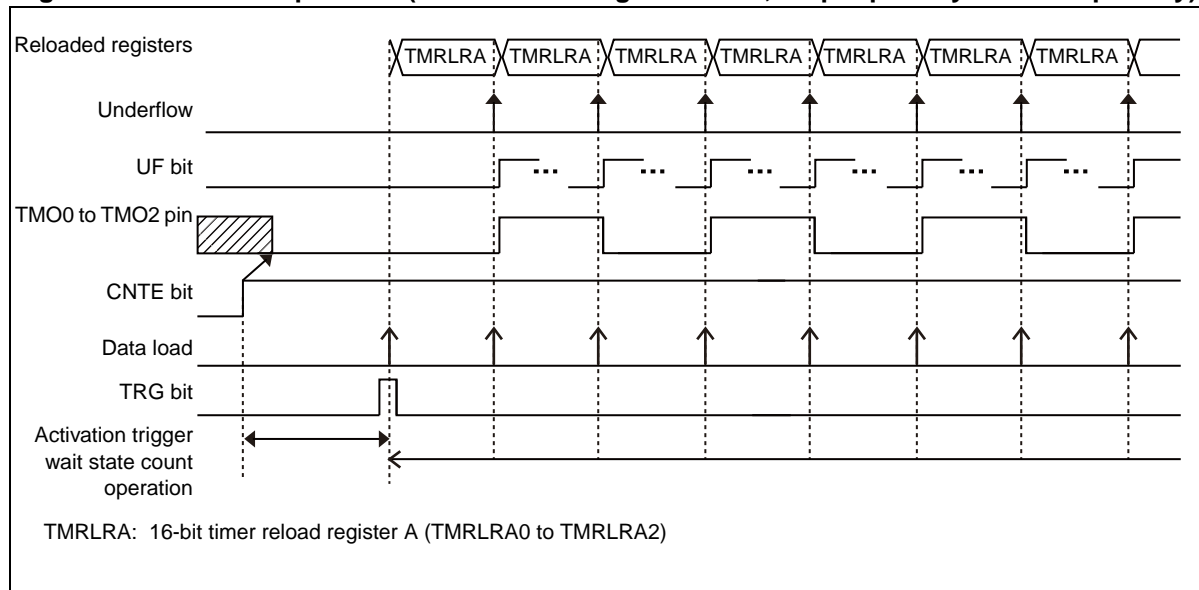 Reloaded registers
TMRLRA TMRLRA TMRLRA TMRLRA TMRLRA TMRLRA TMRLRA
Underflow
UF bit
... ... ... ... ... ...
TMO0 to TMO2 pin
CNTE bit
Data load
TRG bit
Activation trigger
wait state count
operation
TMRLRA: 16-bit timer reload register A (TMRLRA0 to TMRLRA2)